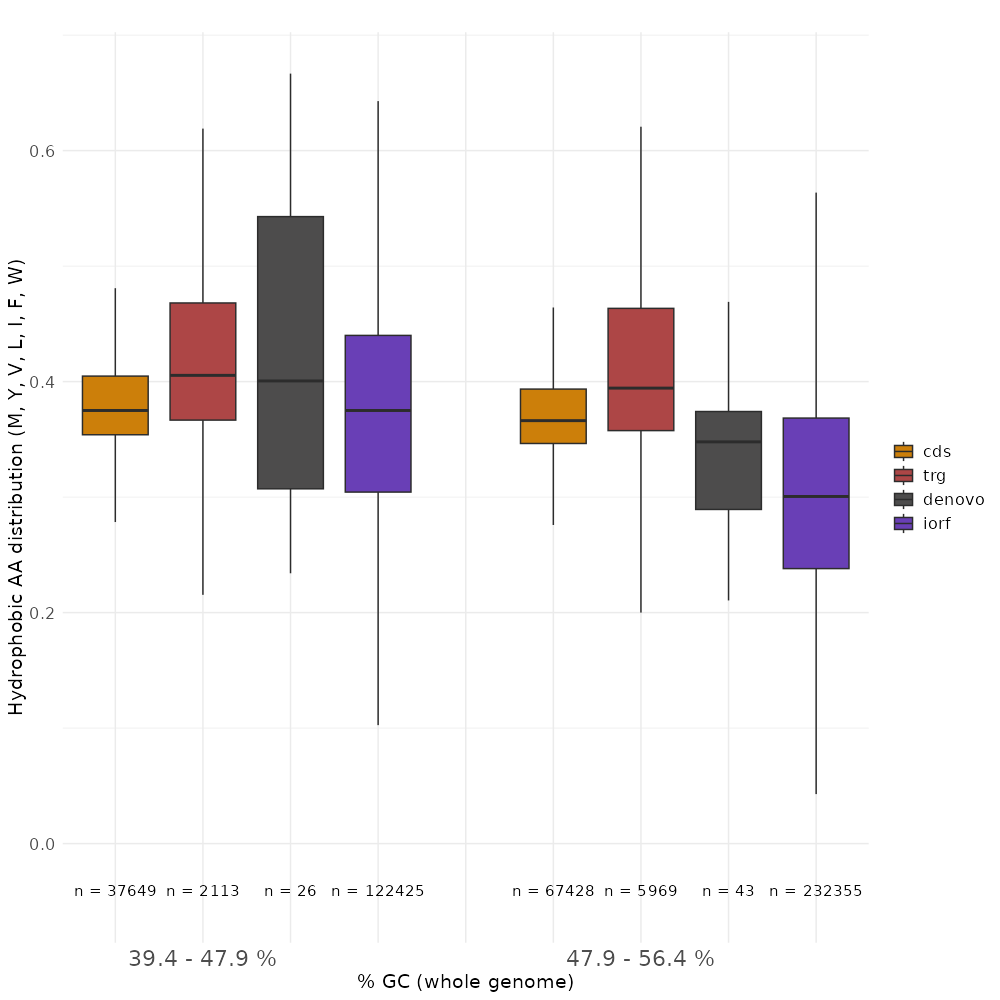 Hydrophobic AA distribution (M, Y, V, L, I, F, W)
0.6
0.4
0.2
0.0
cds
trg
denovo
iorf
n = 37649 n = 2113 n = 26 n = 122425 n = 67428 n = 5969 n = 43 n = 232355
39.4 - 47.9 % 47.9 - 56.4 %
% GC (whole genome)